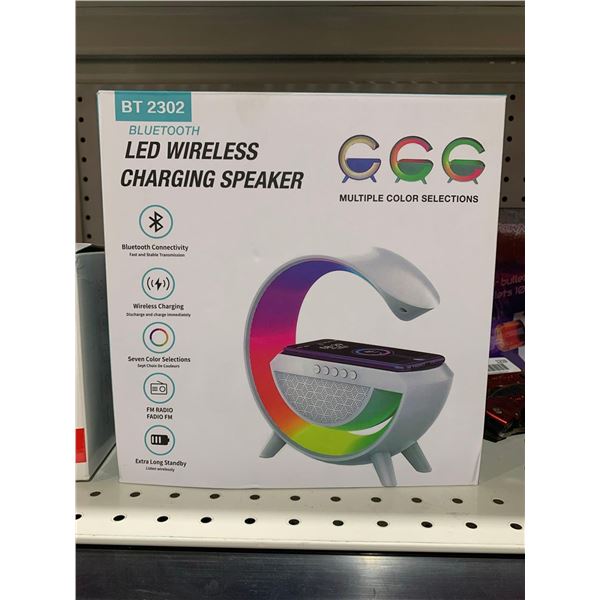 BT 2302
BLUETOOTH
LED WIRELESS
CHARGING SPEAKER
MULTIPLE COLOR SELECTIONS
Bluetooth Connectivity
Fast and Stable Transmission
Wireless Charging
Discharge and charge immediately
Seven Color Selections
Sept Choix De Couleurs
FM RADIO
FADIO FM
Extra Long Standby
Listen wirelessly